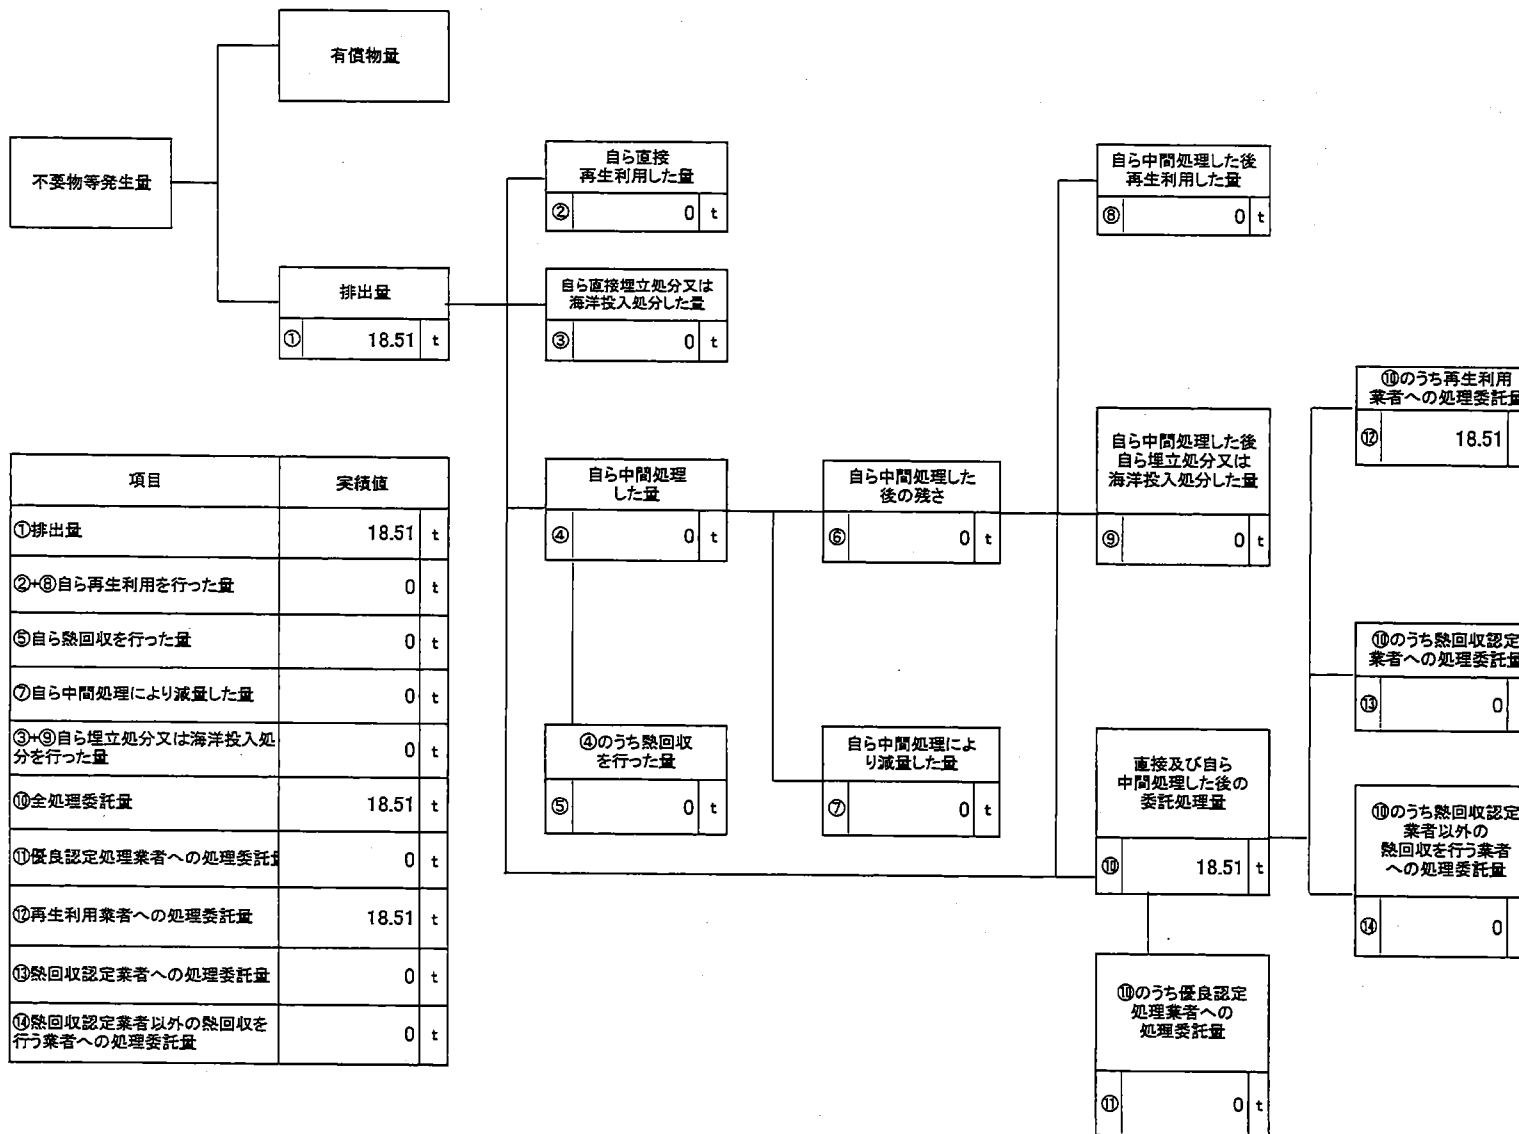 有償物量
不要物等発生量
排出量
① 18.51 t
自ら直接
再生利用した量
② 0 t
自ら直接埋立処分又は
海洋投入処分した量
③ 0 t
自ら中間処理
した量
④ 0 t
④のうち熱回収
を行った量
⑤ 0 t
自ら中間処理した
後の残さ
⑥ 0 t
自ら中間処理によ
り減量した量
⑦ 0 t
自ら中間処理した後
再生利用した量
⑧ 0 t
自ら中間処理した後
自ら埋立処分又は
海洋投入処分した量
⑨ 0 t
直接及び自ら
中間処理した後の
委託処理量
⑩ 18.51 t
⑩のうち優良認定
処理業者への
処理委託量
⑪ 0 t
⑩のうち再生利用
業者への処理委託量
⑫ 18.51
⑩のうち熱回収認定
業者への処理委託量
⑬ 0
⑩のうち熱回収認定
業者以外の
熱回収を行う業者
への処理委託量
⑭ 0
項目 実績値
①排出量 18.51 t
②+⑧自ら再生利用を行った量 0 t
⑤自ら熱回収を行った量 0 t
⑦自ら中間処理により減量した量 0 t
③+⑨自ら埋立処分又は海洋投入処
分を行った量 0 t
⑩全処理委託量 18.51 t
⑪優良認定処理業者への処理委託量 0 t
⑫再生利用業者への処理委託量 18.51 t
⑬熱回収認定業者への処理委託量 0 t
⑭熱回収認定業者以外の熱回収を
行う業者への処理委託量 0 t